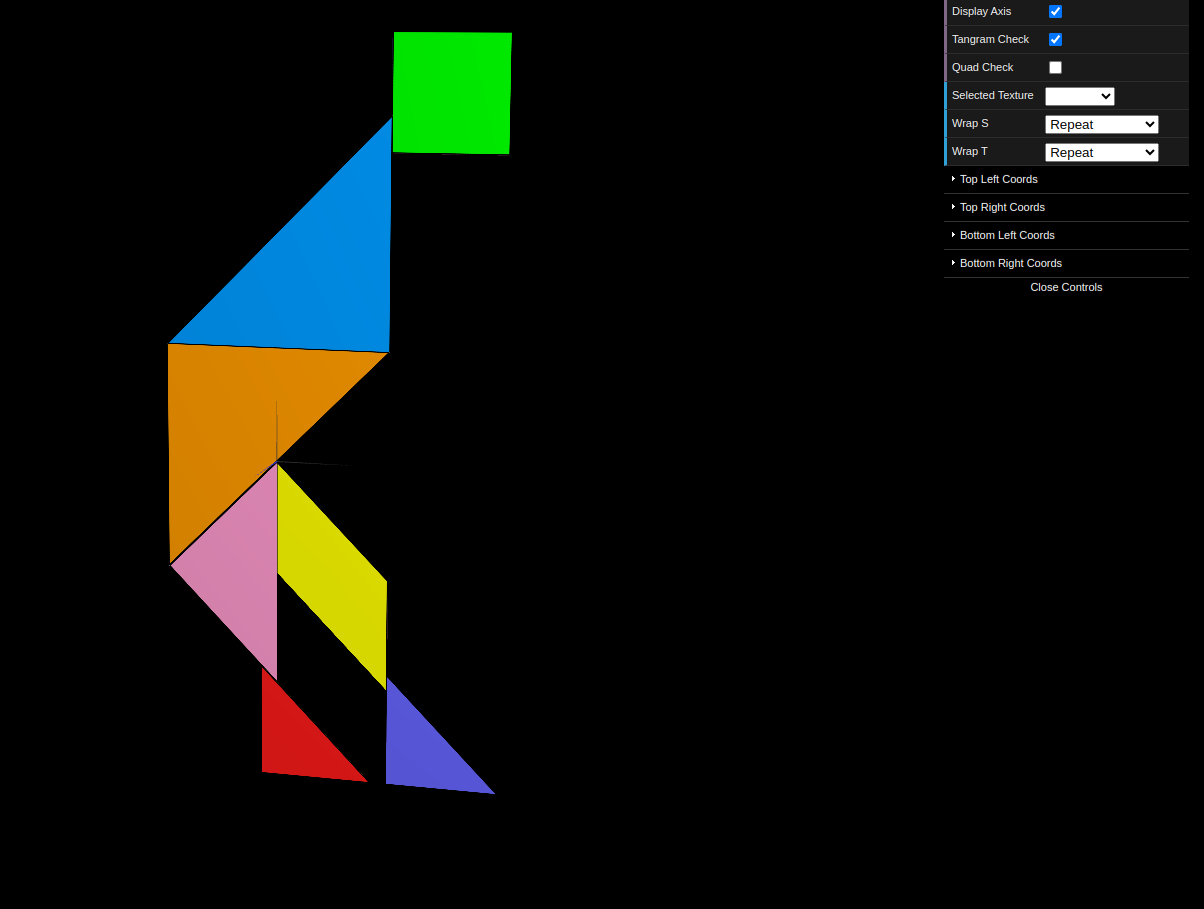 Display Axis
Tangram Check
Quad Check
Selected Texture
Wrap S Repeat
Wrap T Repeat
Top Left Coords
Top Right Coords
Bottom Left Coords
Bottom Right Coords
Close Controls